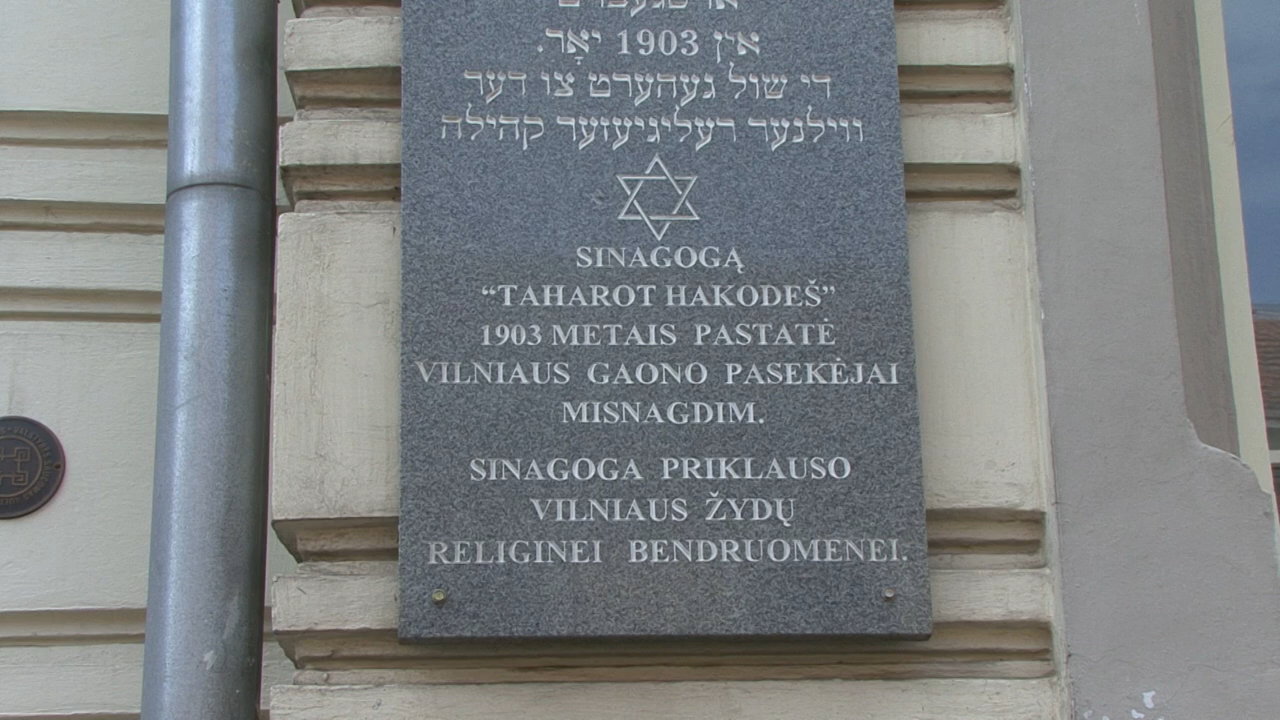 אין 1903 יאָר.
די שול געהערט צו דער
ווילנער רעליגיעזער קהילה
SINAGOGĄ
“TAHAROT HAKODEŠ”
1903 METAIS PASTATĖ
VILNIAUS GAONO PASEKĖJAI
MISNAGDIM.
SINAGOGA PRIKLAUSO
VILNIAUS ŽYDŲ
RELIGINEI BENDRUOMENEI.